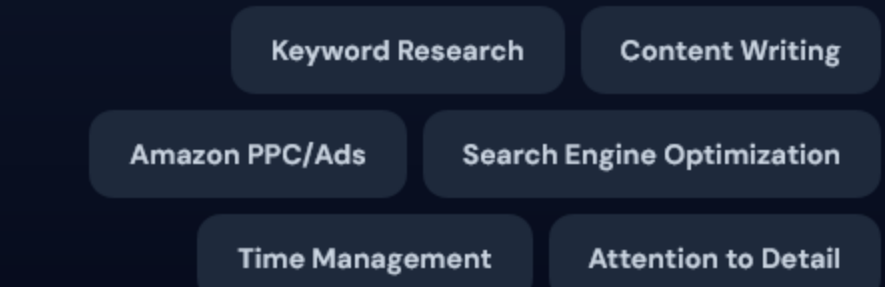 Keyword Research Content Writing
Amazon PPC/Ads Search Engine Optimization
Time Management Attention to Detail